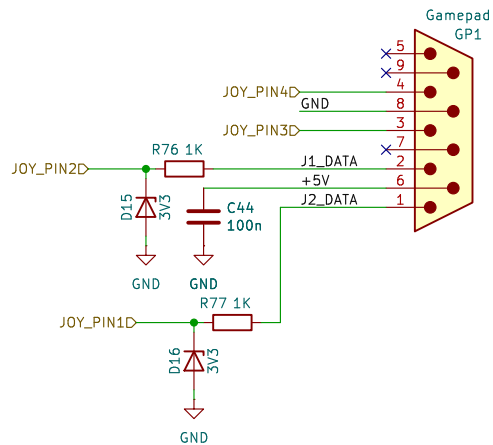 Gamepad
GP1
5
9
JOY_PIN4 4
GND 8
JOY_PIN3 3
7
R76 1K
JOY_PIN2 J1_DATA 2
+5V 6
D15 3V3 C44 J2_DATA 1
100n
GND GND
R77 1K
JOY_PIN1
D16 3V3
GND